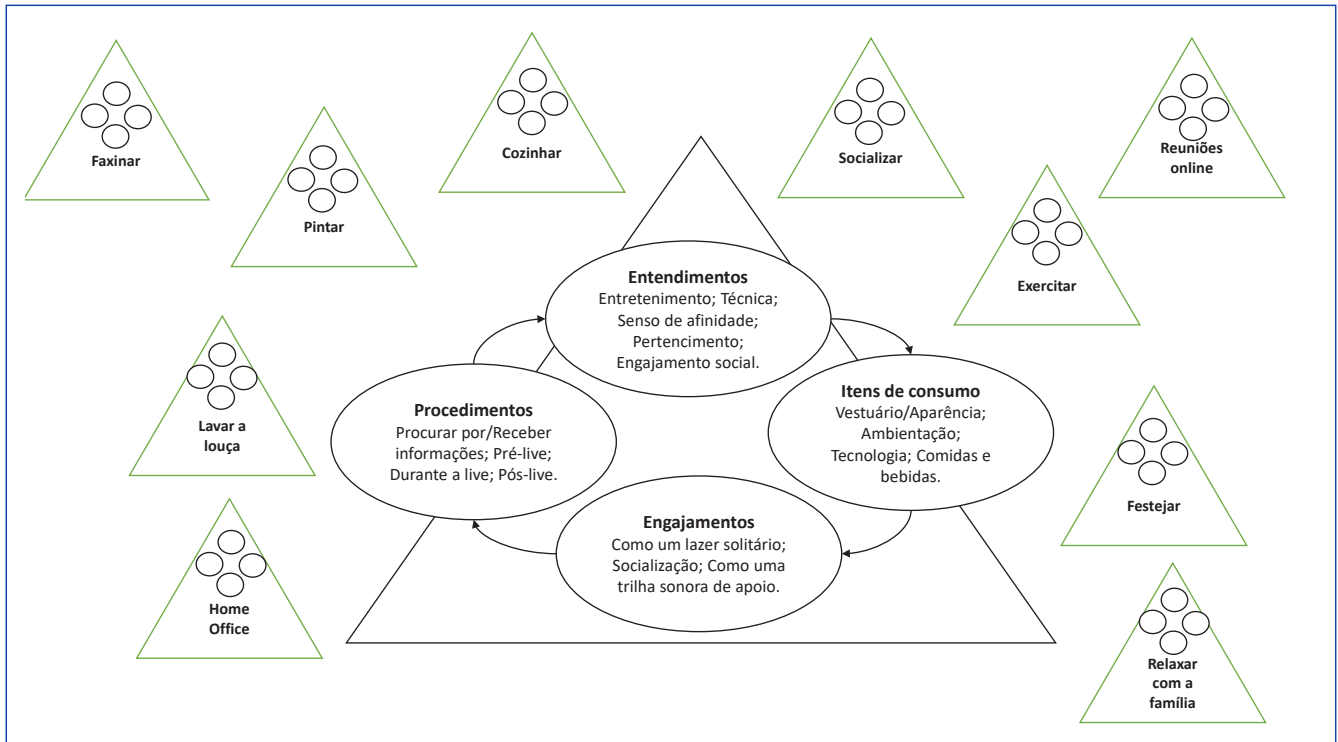 Faxinar
Pintar
Cozinhar
Socializar
Reuniões
online
Exercitar
Entendimentos
Entretenimento; Técnica;
Senso de afinidade;
Pertencimento;
Engajamento social.
Procedimentos
Procurar por/Receber
informações; Pré-live;
Durante a live; Pós-live.
Itens de consumo
Vestuário/Aparência;
Ambientação;
Tecnologia; Comidas e
bebidas.
Engajamentos
Como um lazer solitário;
Socialização; Como uma
trilha sonora de apoio.
Lavar a
louça
Home
Office
Festejar
Relaxar
com a
família